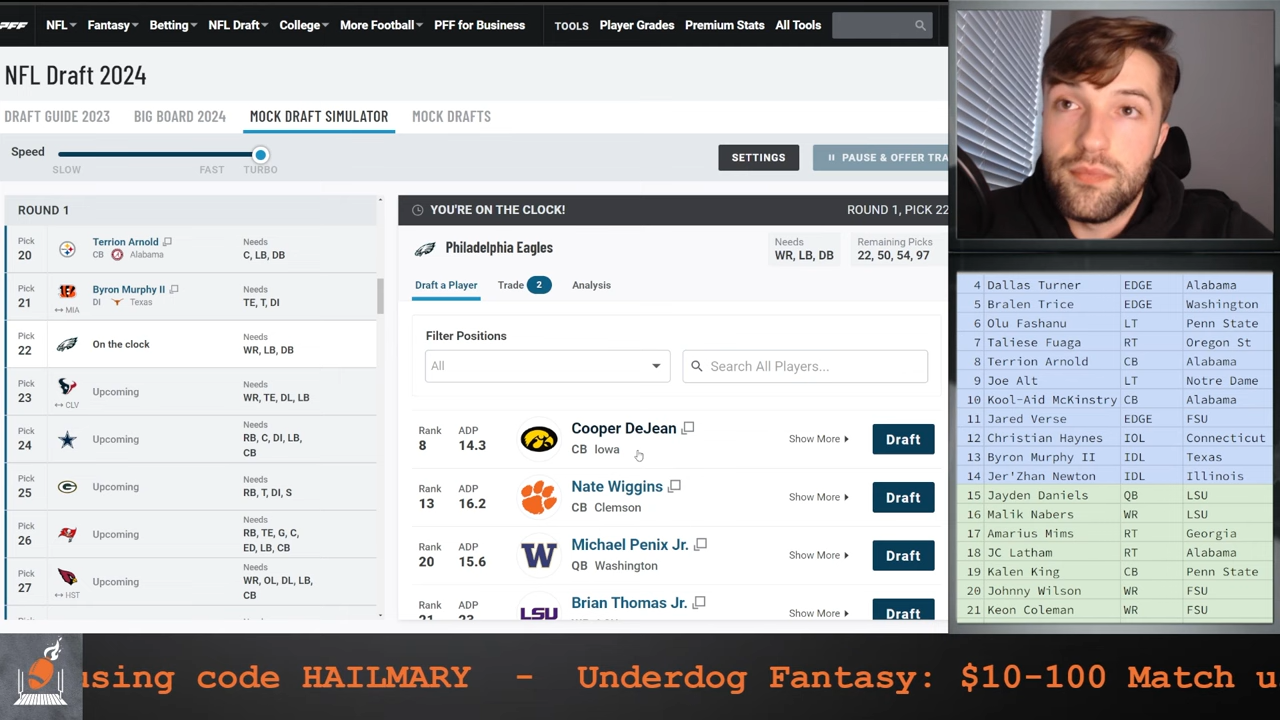 PFF NFL Fantasy Betting NFL Draft College More Football PFF for Business TOOLS Player Grades Premium Stats All Tools
NFL Draft 2024
DRAFT GUIDE 2023 BIG BOARD 2024 MOCK DRAFT SIMULATOR MOCK DRAFTS
Speed
SLOW FAST TURBO
SETTINGS PAUSE & OFFER TRA
ROUND 1
Pick 20 Terrion Arnold Needs
CB Alabama C, LB, DB
Pick 21 Byron Murphy II Needs
DI Texas TE, T, DI
↔ MIA
Pick 22 On the clock Needs
WR, LB, DB
Pick 23 Upcoming Needs
WR, TE, DL, LB
↔ CLV
Pick 24 Upcoming Needs
RB, C, DI, LB,
CB
Pick 25 Upcoming Needs
RB, T, DI, S
Pick 26 Upcoming Needs
RB, TE, G, C,
ED, LB, CB
Pick 27 Upcoming Needs
WR, OL, DL, LB,
CB
↔ HST
YOU'RE ON THE CLOCK! ROUND 1, PICK 22
Philadelphia Eagles
Needs
WR, LB, DB
Remaining Picks
22, 50, 54, 97
Draft a Player Trade 2 Analysis
Filter Positions
All Search All Players...
Rank 8 ADP 14.3 Cooper DeJean Show More Draft
CB Iowa
Rank 13 ADP 16.2 Nate Wiggins Show More Draft
CB Clemson
Rank 20 ADP 15.6 Michael Penix Jr. Show More Draft
QB Washington
Rank ADP LSU Brian Thomas Jr. Show More Draft
4 Dallas Turner EDGE Alabama
5 Bralen Trice EDGE Washington
6 Olu Fashanu LT Penn State
7 Taliese Fuaga RT Oregon St
8 Terrion Arnold CB Alabama
9 Joe Alt LT Notre Dame
10 Kool-Aid McKinstry CB Alabama
11 Jared Verse EDGE FSU
12 Christian Haynes IOL Connecticut
13 Byron Murphy II IDL Texas
14 Jer'Zhan Newton IDL Illinois
15 Jayden Daniels QB LSU
16 Malik Nabers WR LSU
17 Amarius Mims RT Georgia
18 JC Latham RT Alabama
19 Kalen King CB Penn State
20 Johnny Wilson WR FSU
21 Keon Coleman WR FSU
using code HAILMARY - Underdog Fantasy: $10-100 Match u